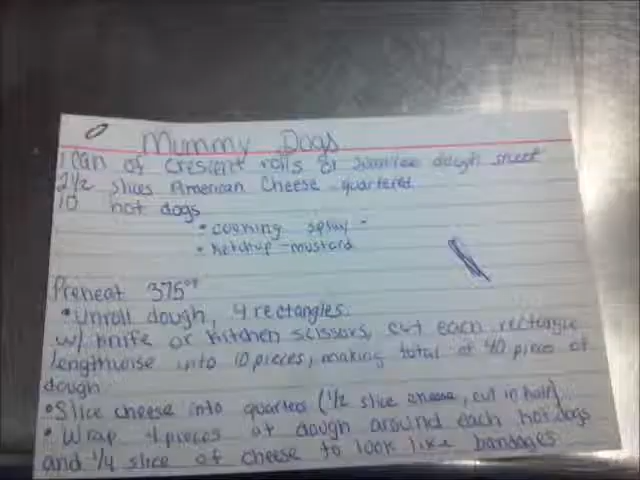 Mummy Dogs
1 Can of crescent rolls or seamless dough sheet
2 1/2 slices American Cheese - quartered
10 hot dogs
• cooking spray -
• ketchup - mustard
Preheat 375°F
• Unroll dough, 4 rectangles.
w/ knife or kitchen scissors, cut each rectangle
lengthwise into 10 pieces, making total of 40 pieces of
dough
• Slice cheese into quarters (1/2 slice cheese, cut in half)
• Wrap 4 pieces of dough around each hot dogs
and 1/4 slice of cheese to look like bandages